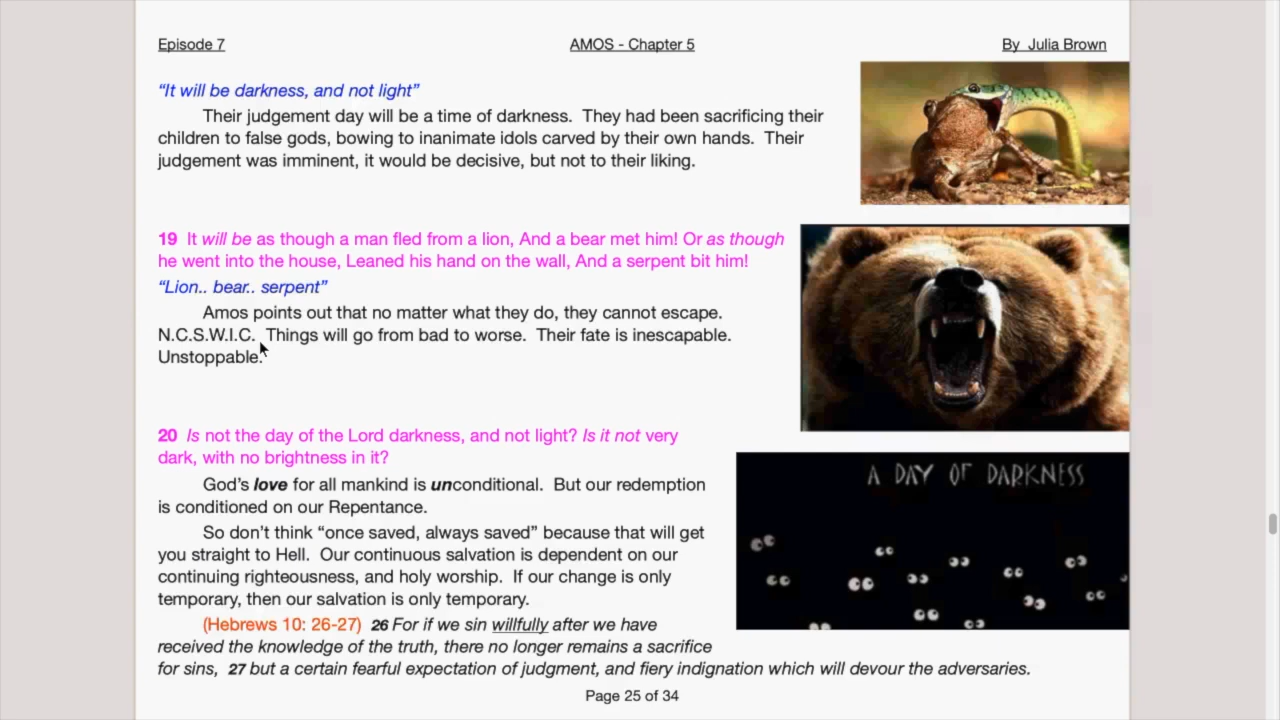 Episode 7
AMOS - Chapter 5
By Julia Brown
“It will be darkness, and not light”
Their judgement day will be a time of darkness. They had been sacrificing their
children to false gods, bowing to inanimate idols carved by their own hands. Their
judgement was imminent, it would be decisive, but not to their liking.
19 It will be as though a man fled from a lion, And a bear met him! Or as though
he went into the house, Leaned his hand on the wall, And a serpent bit him!
“Lion.. bear.. serpent”
Amos points out that no matter what they do, they cannot escape.
N.C.S.W.I.C. Things will go from bad to worse. Their fate is inescapable.
Unstoppable.
20 Is not the day of the Lord darkness, and not light? Is it not very
dark, with no brightness in it?
A DAY OF DARKNESS
God’s love for all mankind is unconditional. But our redemption
is conditioned on our Repentance.
So don’t think “once saved, always saved” because that will get
you straight to Hell. Our continuous salvation is dependent on our
continuing righteousness, and holy worship. If our change is only
temporary, then our salvation is only temporary.
(Hebrews 10: 26-27) 26 For if we sin willfully after we have
received the knowledge of the truth, there no longer remains a sacrifice
for sins, 27 but a certain fearful expectation of judgment, and fiery indignation which will devour the adversaries.
Page 25 of 34